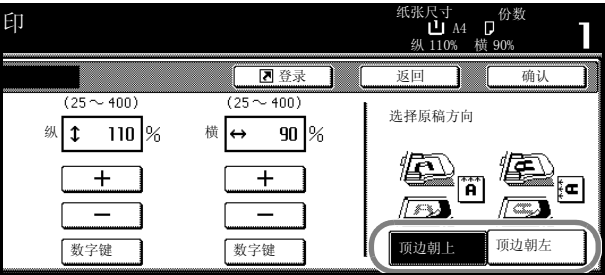 印
纸张尺寸 份数
A4 1
纵 110% 横 90%
登录 返回 确认
(25～400) (25～400)
选择原稿方向
纵 110 % 横 90 %
A
+ +
- -
数字键 数字键
顶边朝上 顶边朝左